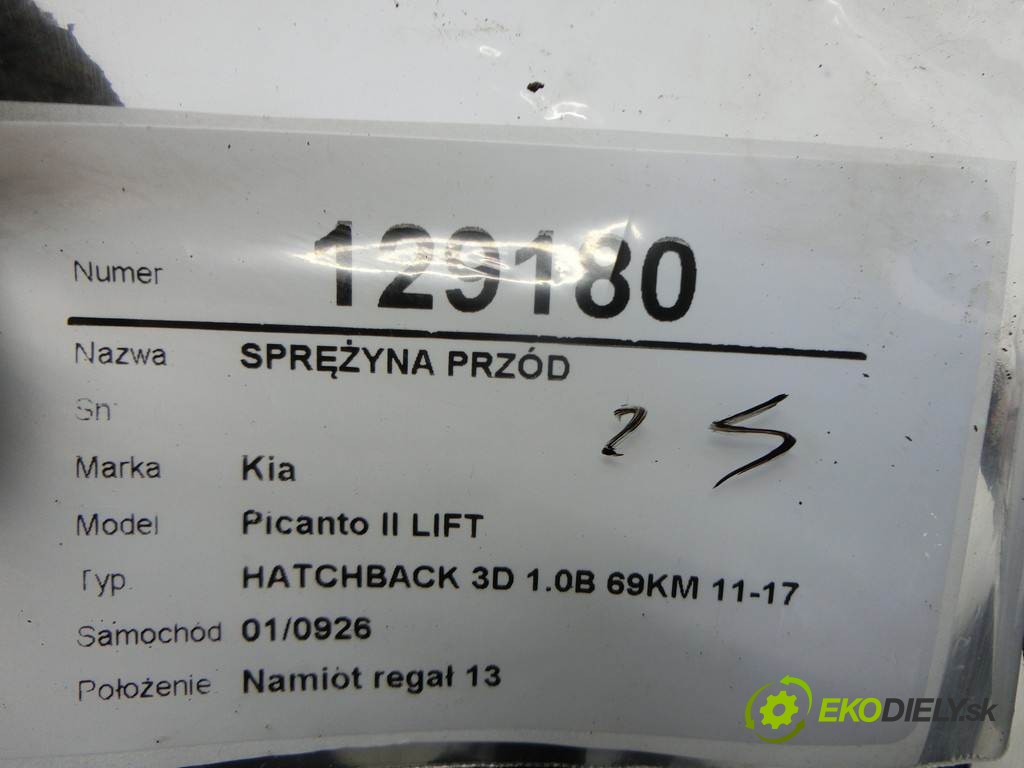 Numer 129180
Nazwa SPRĘŻYNA PRZÓD
Sn
2 S
Marka Kia
Model Picanto II LIFT
Typ HATCHBACK 3D 1.0B 69KM 11-17
Samochód 01/0926
Położenie Namiot regał 13
EKODIELY.sk